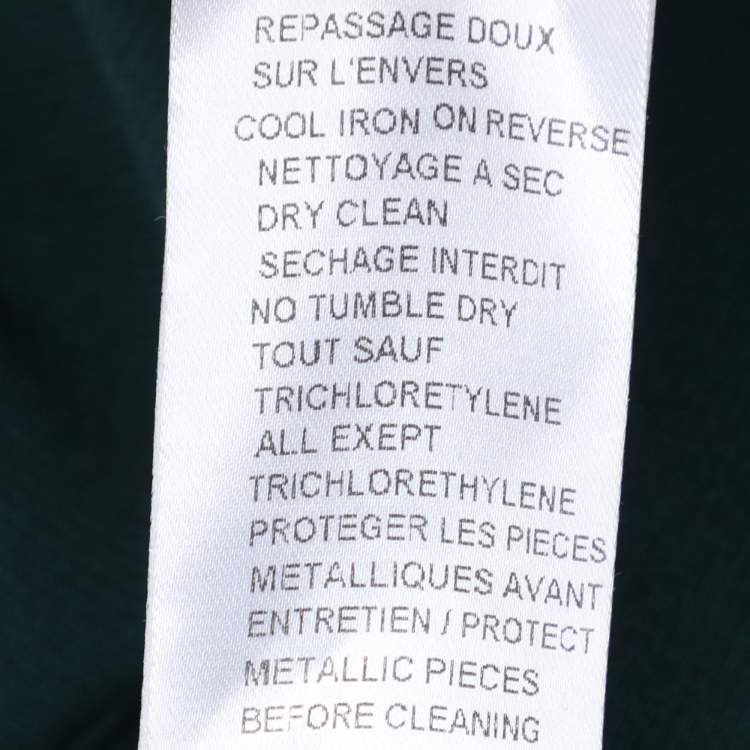 REPASSAGE DOUX
SUR L'ENVERS
COOL IRON ON REVERSE
NETTOYAGE A SEC
DRY CLEAN
SECHAGE INTERDIT
NO TUMBLE DRY
TOUT SAUF
TRICHLORETYLENE
ALL EXEPT
TRICHLORETHYLENE
PROTEGER LES PIECES
METALLIQUES AVANT
ENTRETIEN / PROTECT
METALLIC PIECES
BEFORE CLEANING